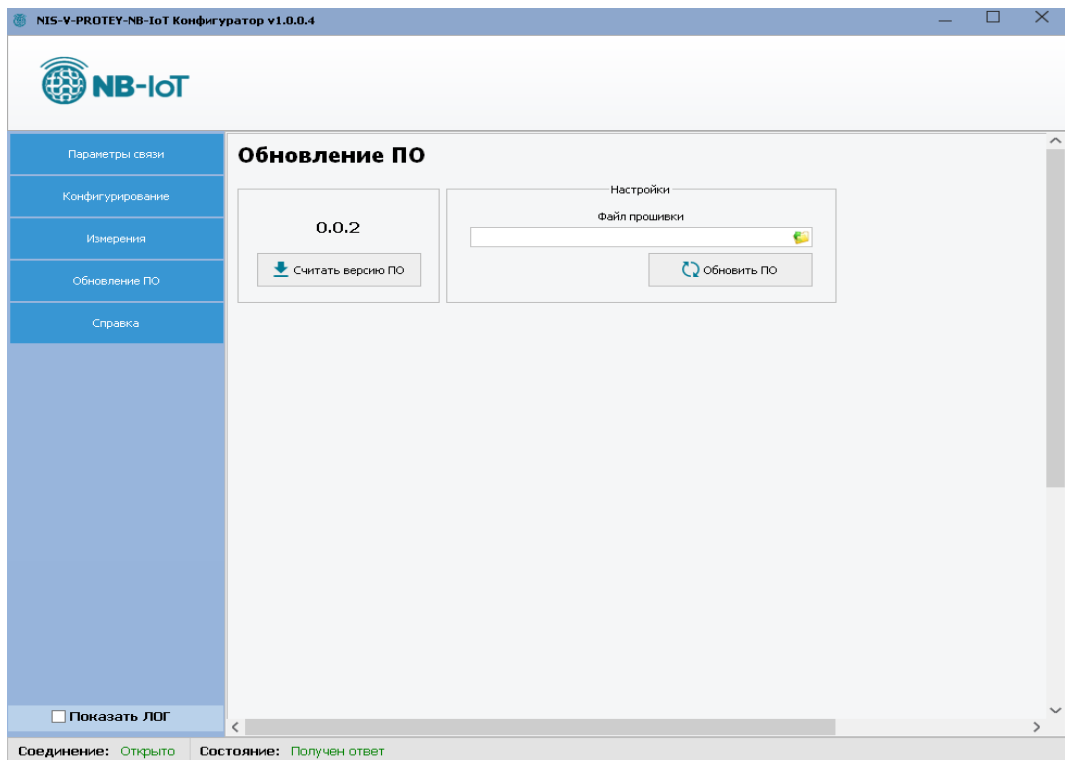 NIS-V-PROTEY-NB-IoT Конфигуратор v1.0.0.4
NB-IoT
Параметры связи
Конфигурирование
Измерения
Обновление ПО
Справка
Обновление ПО
0.0.2
Считать версию ПО
Настройки
Файл прошивки
Обновить ПО
Показать ЛОГ
Соединение: Открыто Состояние: Получен ответ